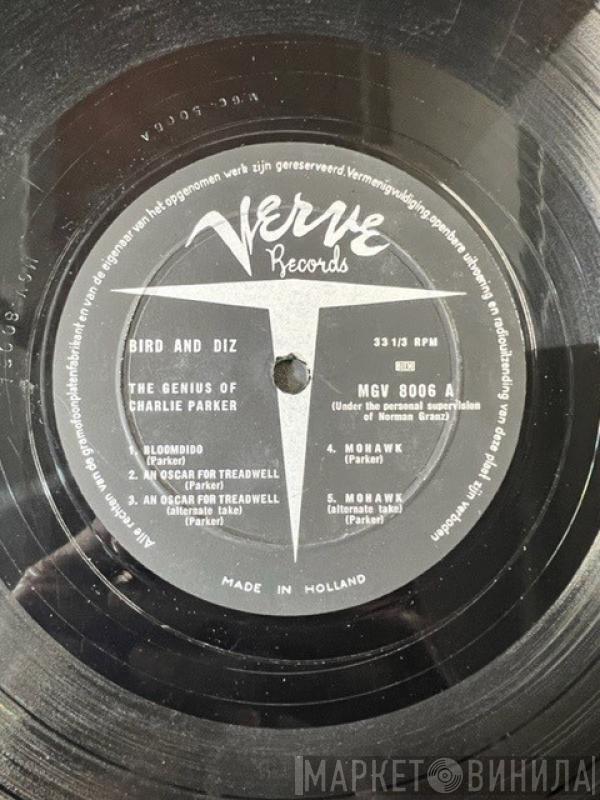 Alle rechten van de gramofoonplatenfabrikant en van de eigenaar van het opgenomen werk zijn gereserveerd. Vermenigvuldiging, openbare uitvoering en radiouitzending van deze plaat zijn verboden
VERVE
Records
BIRD AND DIZ
33 1/3 RPM
THE GENIUS OF
CHARLIE PARKER
MGV 8006 A
(Under the personal supervision
of Norman Granz)
1. BLOOMDIDO
(Parker)
2. AN OSCAR FOR TREADWELL
(Parker)
3. AN OSCAR FOR TREADWELL
(alternate take)
(Parker)
4. MOHAWK
(Parker)
5. MOHAWK
(alternate take)
(Parker)
MADE IN HOLLAND
МАРКЕТ ВИНИЛА